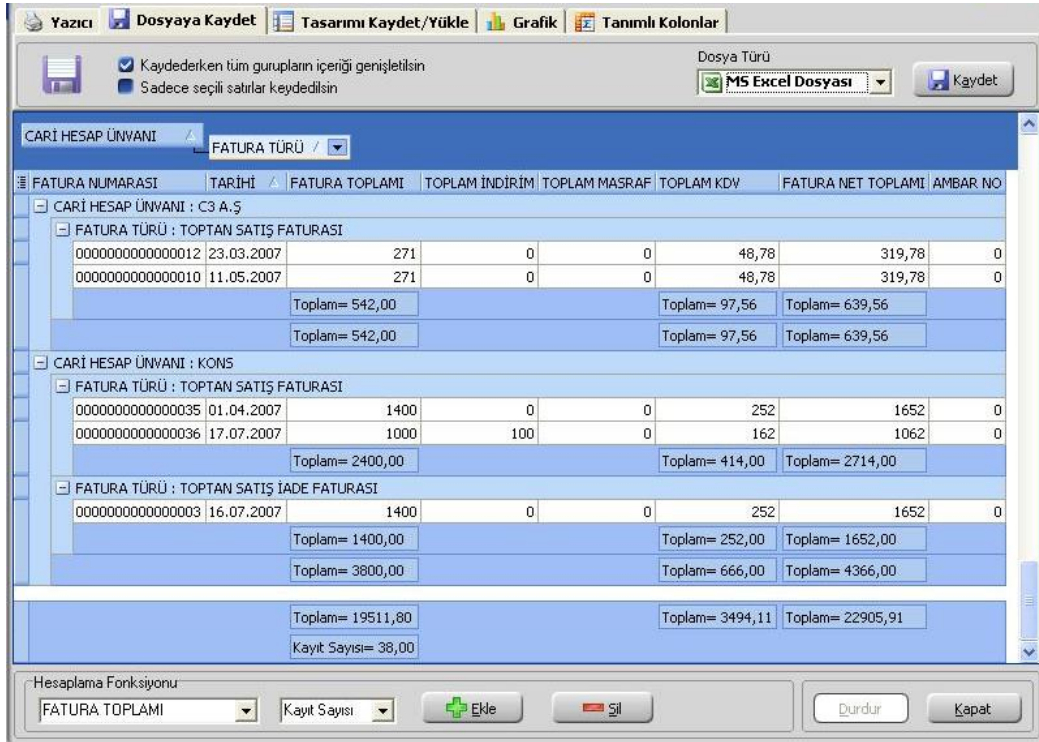 Yazıcı Dosyaya Kaydet Tasarımı Kaydet/Yükle Grafik Tanımlı Kolonlar
Kaydederken tüm gurupların içeriği genişletilsin
Sadece seçili satırlar keydedilsin
Dosya Türü
MS Excel Dosyası
Kaydet
CARİ HESAP ÜNVANI
FATURA TÜRÜ
FATURA NUMARASI TARİHİ FATURA TOPLAMI TOPLAM İNDİRİM TOPLAM MASRAF TOPLAM KDV FATURA NET TOPLAMI AMBAR NO
CARİ HESAP ÜNVANI : C3 A.Ş
FATURA TÜRÜ : TOPTAN SATIŞ FATURASI
0000000000000012 23.03.2007 271 0 0 48,78 319,78 0
0000000000000010 11.05.2007 271 0 0 48,78 319,78 0
Toplam= 542,00 Toplam= 97,56 Toplam= 639,56
Toplam= 542,00 Toplam= 97,56 Toplam= 639,56
CARİ HESAP ÜNVANI : KONS
FATURA TÜRÜ : TOPTAN SATIŞ FATURASI
0000000000000035 01.04.2007 1400 0 0 252 1652 0
0000000000000036 17.07.2007 1000 100 0 162 1062 0
Toplam= 2400,00 Toplam= 414,00 Toplam= 2714,00
FATURA TÜRÜ : TOPTAN SATIŞ İADE FATURASI
0000000000000003 16.07.2007 1400 0 0 252 1652 0
Toplam= 1400,00 Toplam= 252,00 Toplam= 1652,00
Toplam= 3800,00 Toplam= 666,00 Toplam= 4366,00
Toplam= 19511,80 Toplam= 3494,11 Toplam= 22905,91
Kayıt Sayısı= 38,00
Hesaplama Fonksiyonu
FATURA TOPLAMI Kayıt Sayısı Ekle Sil Durdur Kapat